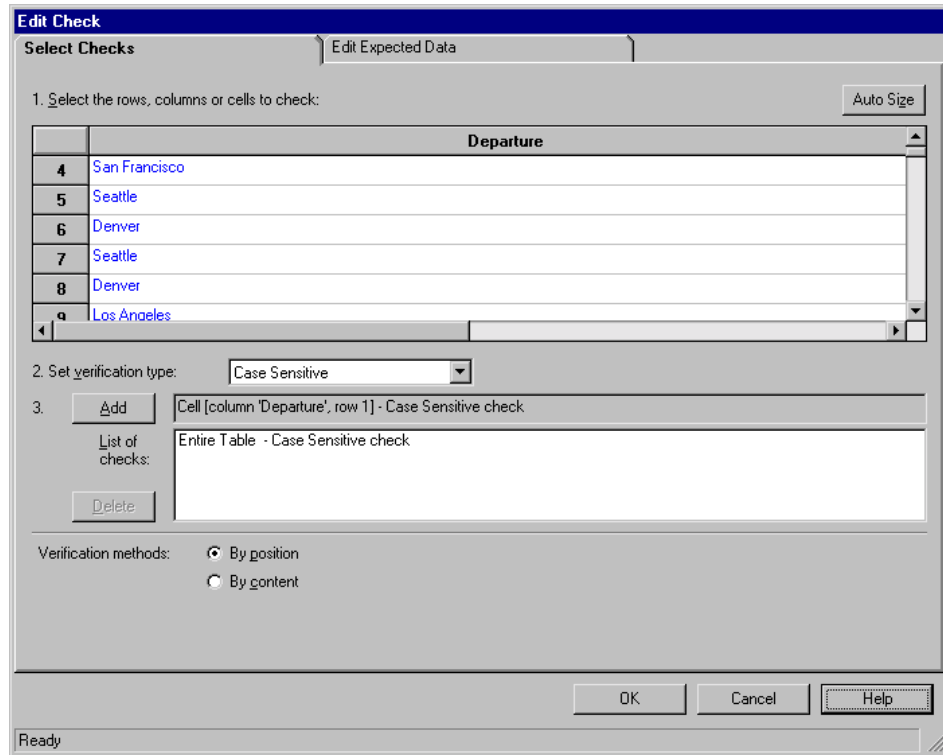 Edit Check
Select Checks Edit Expected Data
1. Select the rows, columns or cells to check: Auto Size
Departure
4 San Francisco
5 Seattle
6 Denver
7 Seattle
8 Denver
9 Los Angeles
2. Set verification type: Case Sensitive
3. Add Cell [column 'Departure', row 1] - Case Sensitive check
List of checks: Entire Table - Case Sensitive check
Delete
Verification methods: By position
By content
OK Cancel Help
Ready